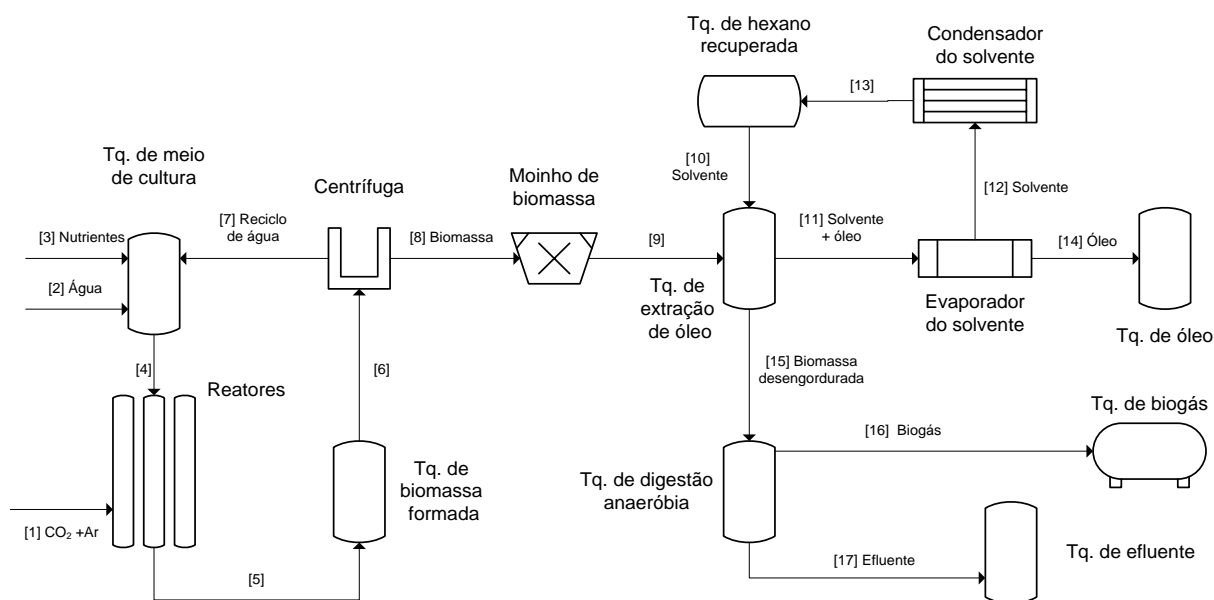 Tq. de hexano
recuperada
Condensador
do solvente
[13]
Tq. de meio
de cultura
Centrífuga
Moinho de
biomassa
[10]
Solvente
[12] Solvente
[3] Nutrientes
[7] Reciclo
de água
[8] Biomassa
[9]
[11] Solvente
+ óleo
[14] Óleo
[2] Água
Tq. de
extração
de óleo
Evaporador
do solvente
Tq. de óleo
[4]
[6]
[15] Biomassa
desengordurada
Reatores
Tq. de biogás
[16] Biogás
Tq. de
biomassa
formada
Tq. de digestão
anaeróbia
[1] CO₂ +Ar
[5]
[17] Efluente
Tq. de efluente